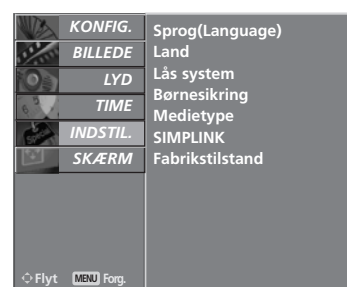 KONFIG.
BILLEDE
LYD
TIME
INDSTIL.
SKÆRM
Sprog(Language)
Land
Lås system
Børnesikring
Medietype
SIMPLINK
Fabrikstilstand
Flyt MENU Forg.